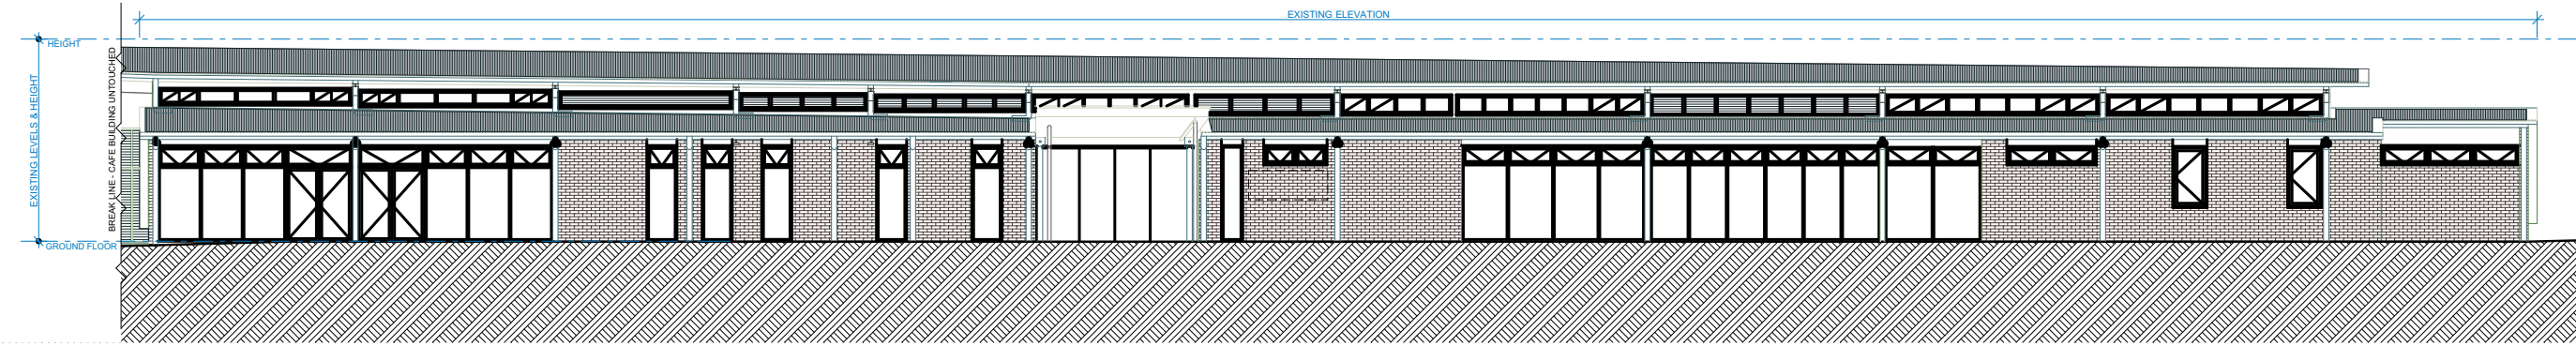 EXISTING ELEVATION
HEIGHT
EXISTING LEVELS & HEIGHT
BREAK LINE - CAFE BUILDING UNTOUCHED
GROUND FLOOR